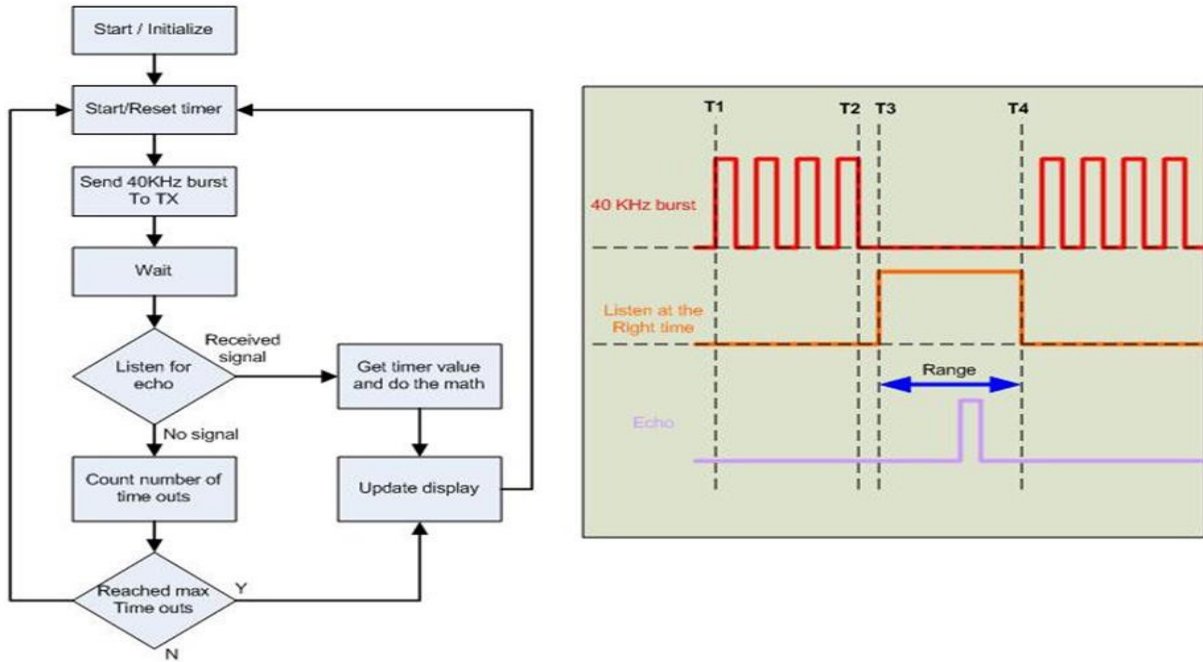 Start / Initialize
Start/Reset timer
Send 40KHz burst
To TX
Wait
Listen for
echo
Received
signal
Get timer value
and do the math
No signal
Count number of
time outs
Update display
Reached max
Time outs
Y
N
T1
T2
T3
T4
40 KHz burst
Listen at the
Right time
Range
Echo